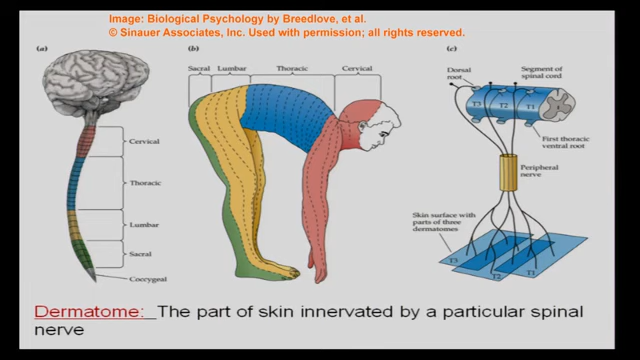 Image: Biological Psychology by Breedlove, et al.
© Sinauer Associates, Inc. Used with permission; all rights reserved.
(a)
Cervical
Thoracic
Lumbar
Sacral
Coccygeal
(b)
Sacral Lumbar Thoracic Cervical
(c)
Dorsal
root
Segment of
spinal cord
T3
T2
T1
First thoracic
ventral root
Peripheral
nerve
Skin surface with
parts of three
dermatomes
T3
T2
T1
Dermatome: The part of skin innervated by a particular spinal
nerve